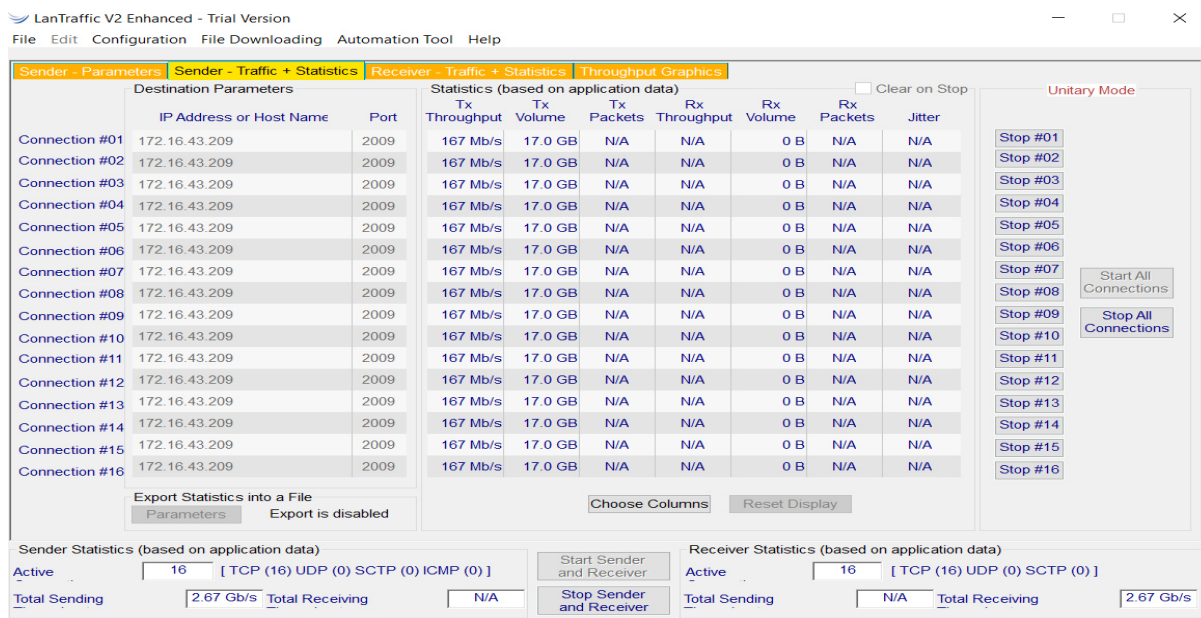 LanTraffic V2 Enhanced - Trial Version
File Edit Configuration File Downloading Automation Tool Help
Sender - Parameters Sender - Traffic + Statistics Receiver - Traffic + Statistics Throughput Graphics
Destination Parameters Statistics (based on application data) Clear on Stop Unitary Mode
Tx Tx Tx Rx Rx Rx
IP Address or Host Name Port Throughput Volume Packets Throughput Volume Packets Jitter
Connection #01 172.16.43.209 2009 167 Mb/s 17.0 GB N/A N/A 0 B N/A N/A Stop #01
Connection #02 172.16.43.209 2009 167 Mb/s 17.0 GB N/A N/A 0 B N/A N/A Stop #02
Connection #03 172.16.43.209 2009 167 Mb/s 17.0 GB N/A N/A 0 B N/A N/A Stop #03
Connection #04 172.16.43.209 2009 167 Mb/s 17.0 GB N/A N/A 0 B N/A N/A Stop #04
Connection #05 172.16.43.209 2009 167 Mb/s 17.0 GB N/A N/A 0 B N/A N/A Stop #05
Connection #06 172.16.43.209 2009 167 Mb/s 17.0 GB N/A N/A 0 B N/A N/A Stop #06
Connection #07 172.16.43.209 2009 167 Mb/s 17.0 GB N/A N/A 0 B N/A N/A Stop #07 Start All
Connection #08 172.16.43.209 2009 167 Mb/s 17.0 GB N/A N/A 0 B N/A N/A Stop #08 Connections
Connection #09 172.16.43.209 2009 167 Mb/s 17.0 GB N/A N/A 0 B N/A N/A Stop #09 Stop All
Connection #10 172.16.43.209 2009 167 Mb/s 17.0 GB N/A N/A 0 B N/A N/A Stop #10 Connections
Connection #11 172.16.43.209 2009 167 Mb/s 17.0 GB N/A N/A 0 B N/A N/A Stop #11
Connection #12 172.16.43.209 2009 167 Mb/s 17.0 GB N/A N/A 0 B N/A N/A Stop #12
Connection #13 172.16.43.209 2009 167 Mb/s 17.0 GB N/A N/A 0 B N/A N/A Stop #13
Connection #14 172.16.43.209 2009 167 Mb/s 17.0 GB N/A N/A 0 B N/A N/A Stop #14
Connection #15 172.16.43.209 2009 167 Mb/s 17.0 GB N/A N/A 0 B N/A N/A Stop #15
Connection #16 172.16.43.209 2009 167 Mb/s 17.0 GB N/A N/A 0 B N/A N/A Stop #16
Export Statistics into a File
Parameters Export is disabled Choose Columns Reset Display
Sender Statistics (based on application data) Receiver Statistics (based on application data)
Active 16 [ TCP (16) UDP (0) SCTP (0) ICMP (0) ] Start Sender and Receiver Active 16 [ TCP (16) UDP (0) SCTP (0) ]
Total Sending 2.67 Gb/s Total Receiving N/A Stop Sender and Receiver Total Sending N/A Total Receiving 2.67 Gb/s